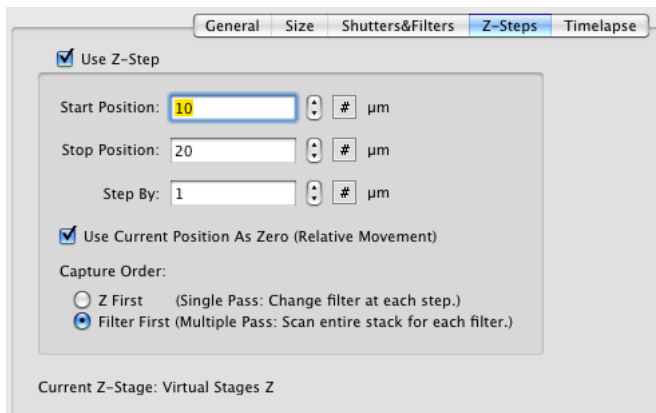 General Size Shutters&Filters Z-Steps Timelapse
Use Z-Step
Start Position: 10 # µm
Stop Position: 20 # µm
Step By: 1 # µm
Use Current Position As Zero (Relative Movement)
Capture Order:
Z First (Single Pass: Change filter at each step.)
Filter First (Multiple Pass: Scan entire stack for each filter.)
Current Z-Stage: Virtual Stages Z